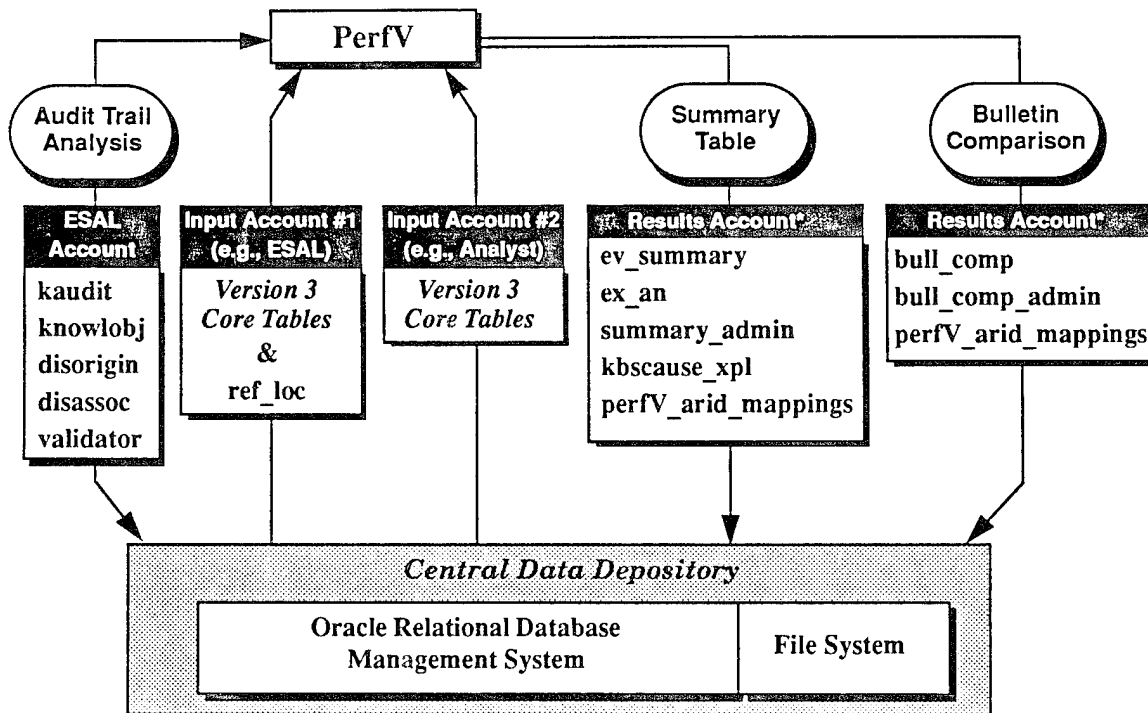 PerfV
Audit Trail
Analysis
Summary
Table
Bulletin
Comparison
ESAL
Account
kaudit
knowlobj
disorigin
disassoc
validator
Input Account #1
(e.g., ESAL)
Version 3
Core Tables
&
ref_loc
Input Account #2
(e.g., Analyst)
Version 3
Core Tables
Results Account*
ev_summary
ex_an
summary_admin
kbscause_xpl
perfV_arid_mappings
Results Account*
bull_comp
bull_comp_admin
perfV_arid_mappings
Central Data Depository
Oracle Relational Database
Management System
File System